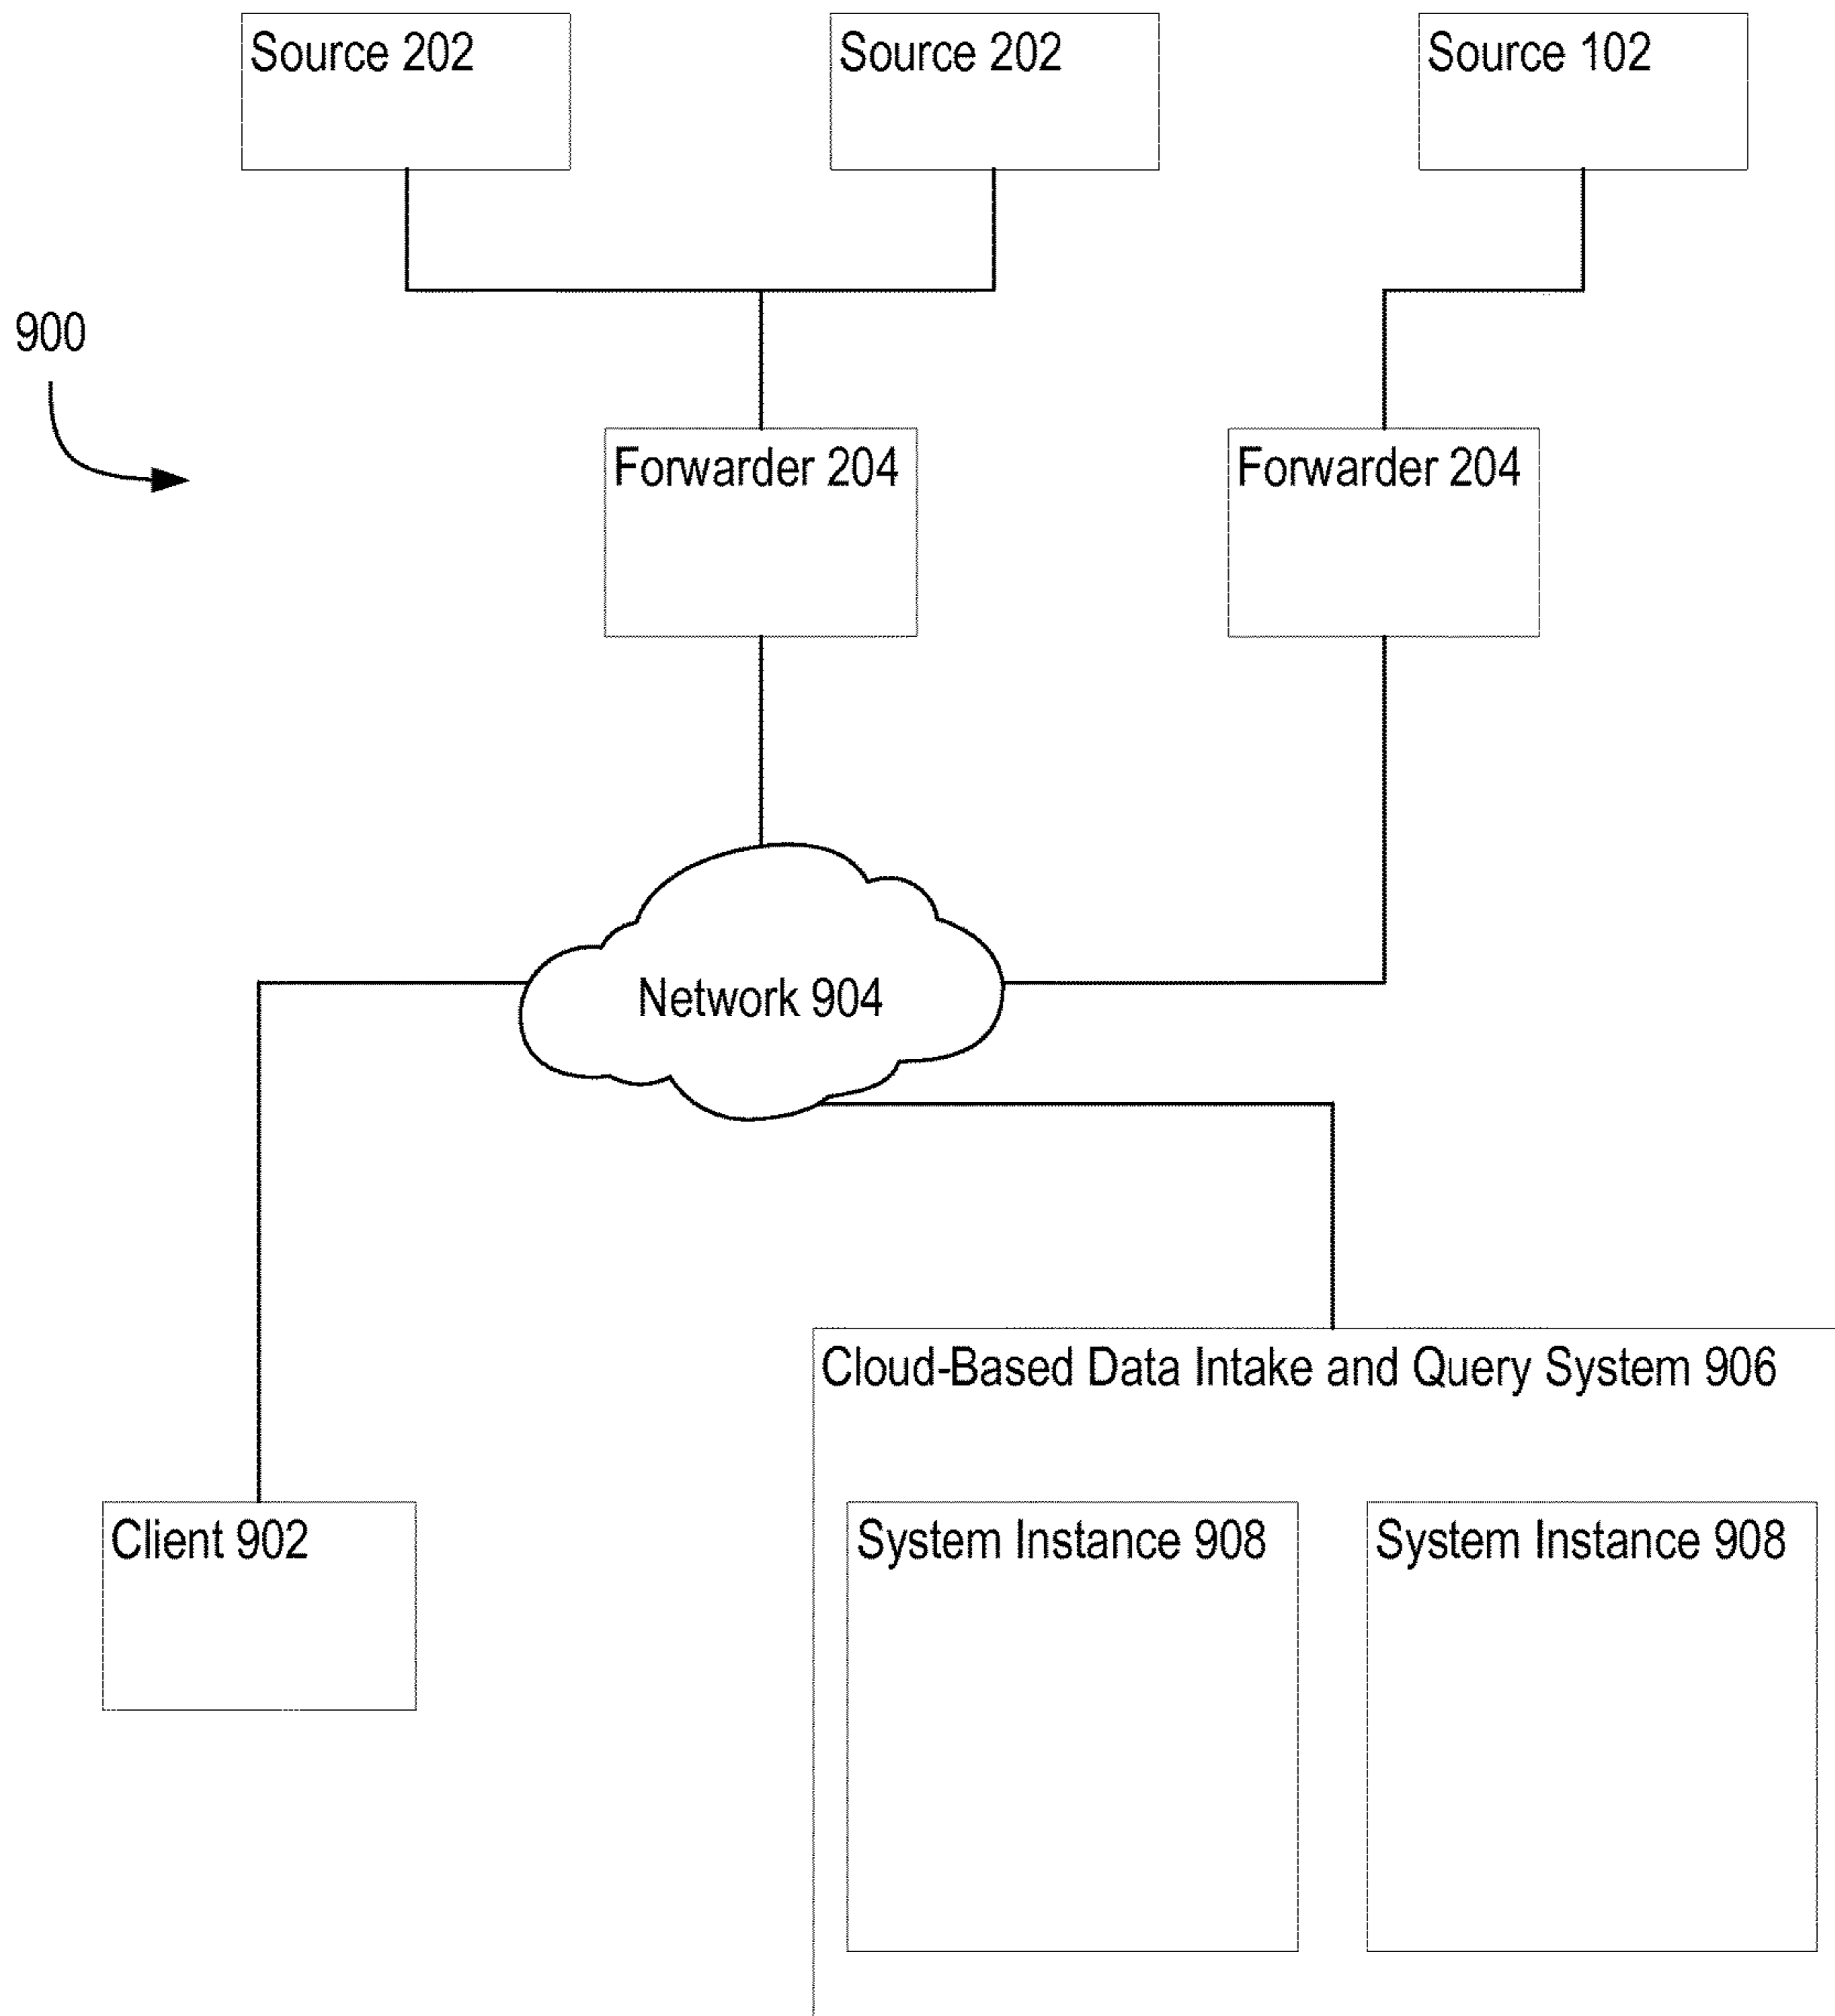 Source 202
Source 202
Source 102
900
Forwarder 204
Forwarder 204
Network 904
Cloud-Based Data Intake and Query System 906
Client 902
System Instance 908
System Instance 908